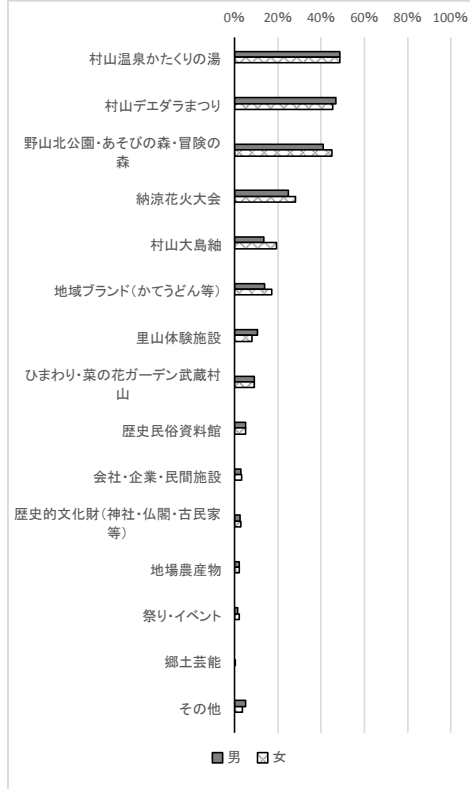 0% 20% 40% 60% 80% 100%
村山温泉かたくりの湯
村山デエダラまつり
野山北公園・あそびの森・冒険の
森
納涼花火大会
村山大島紬
地域ブランド(かてうどん等)
里山体験施設
ひまわり・菜の花ガーデン武蔵村
山
歴史民俗資料館
会社・企業・民間施設
歴史的文化財(神社・仏閣・古民家
等)
地場農産物
祭り・イベント
郷土芸能
その他
男 女